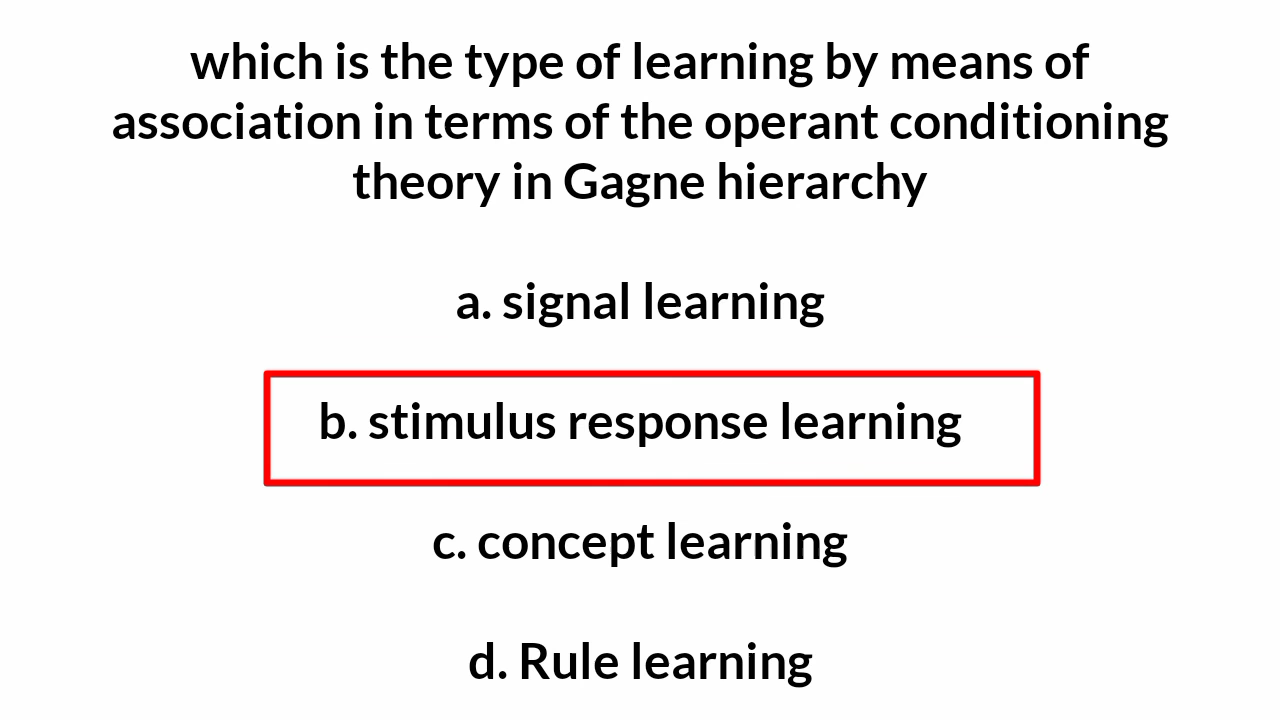 which is the type of learning by means of
association in terms of the operant conditioning
theory in Gagne hierarchy
a. signal learning
b. stimulus response learning
c. concept learning
d. Rule learning